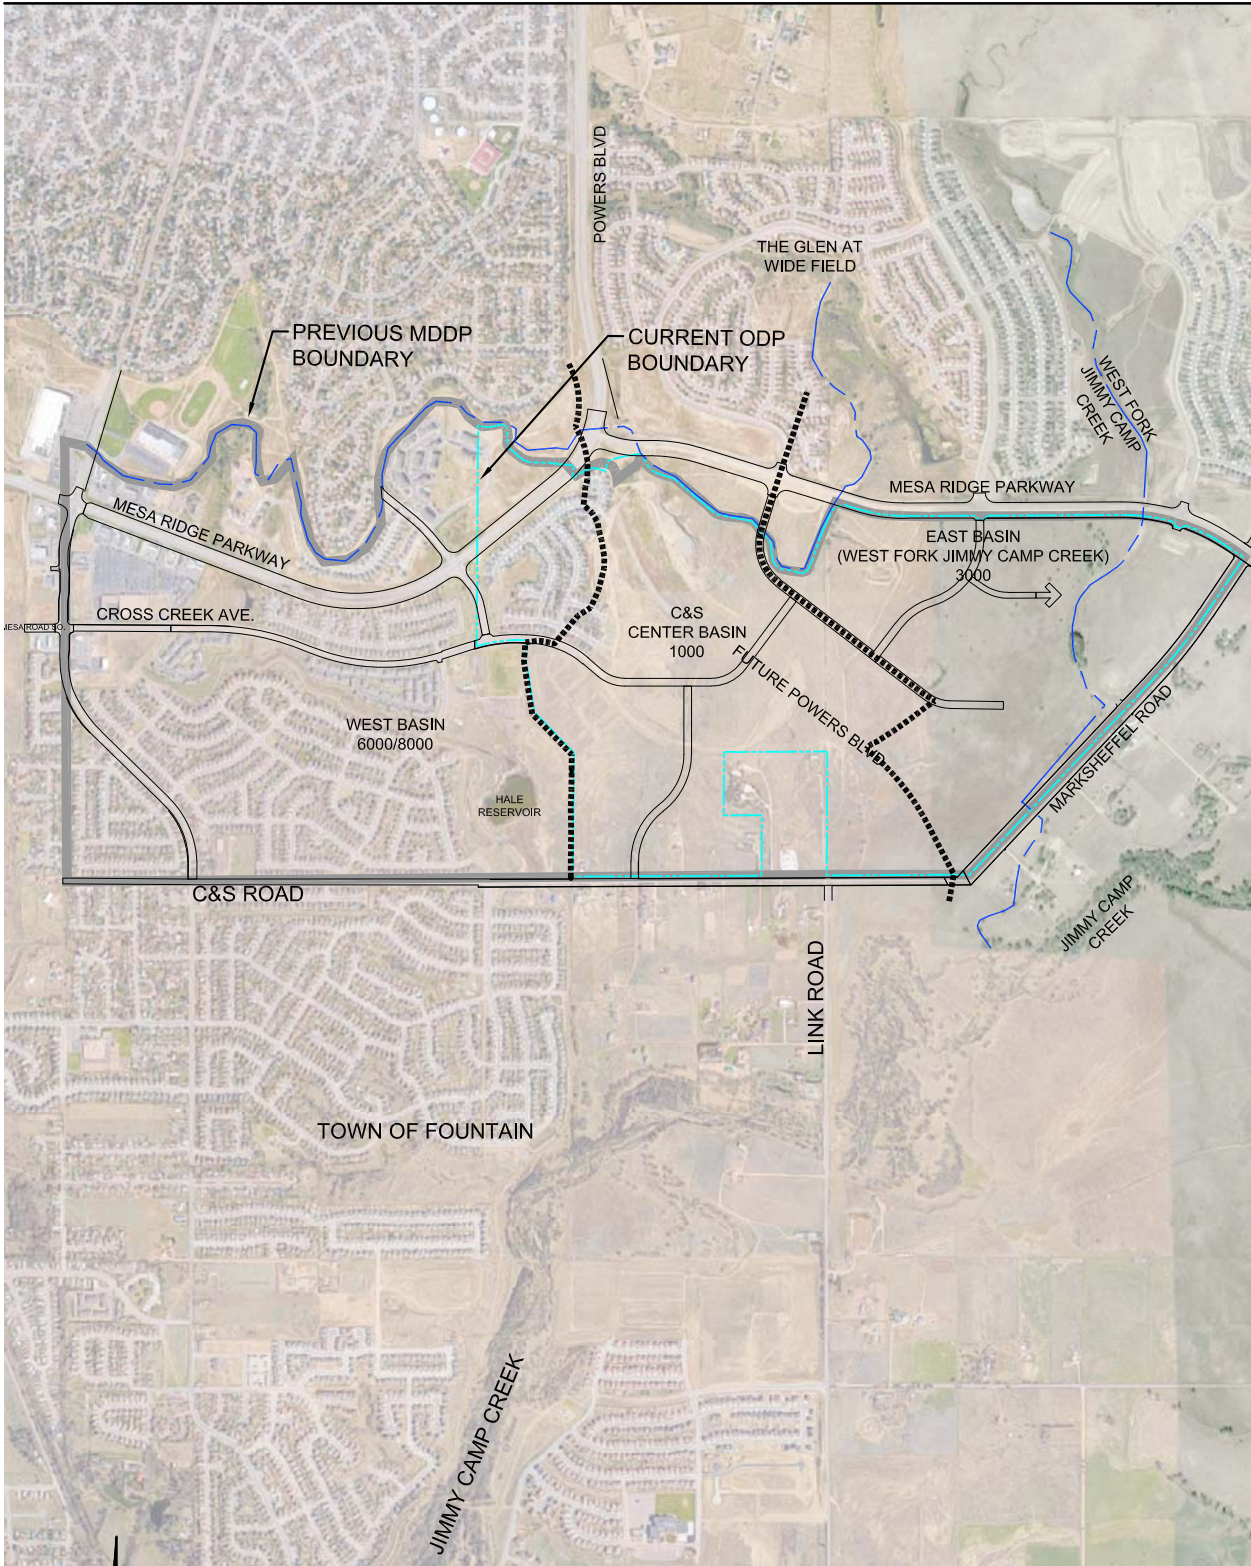 POWERS BLVD
THE GLEN AT
WIDE FIELD
PREVIOUS MDDP
BOUNDARY
CURRENT ODP
BOUNDARY
WEST FORK
JIMMY CAMP
CREEK
MESA RIDGE PARKWAY
MESA RIDGE PARKWAY
EAST BASIN
(WEST FORK JIMMY CAMP CREEK)
3000
CROSS CREEK AVE.
MESA ROAD SO.
C&S
CENTER BASIN
1000
FUTURE POWERS BLVD
WEST BASIN
6000/8000
HALE
RESERVOIR
MARKSHEFFEL ROAD
C&S ROAD
JIMMY CAMP
CREEK
LINK ROAD
TOWN OF FOUNTAIN
JIMMY CAMP CREEK